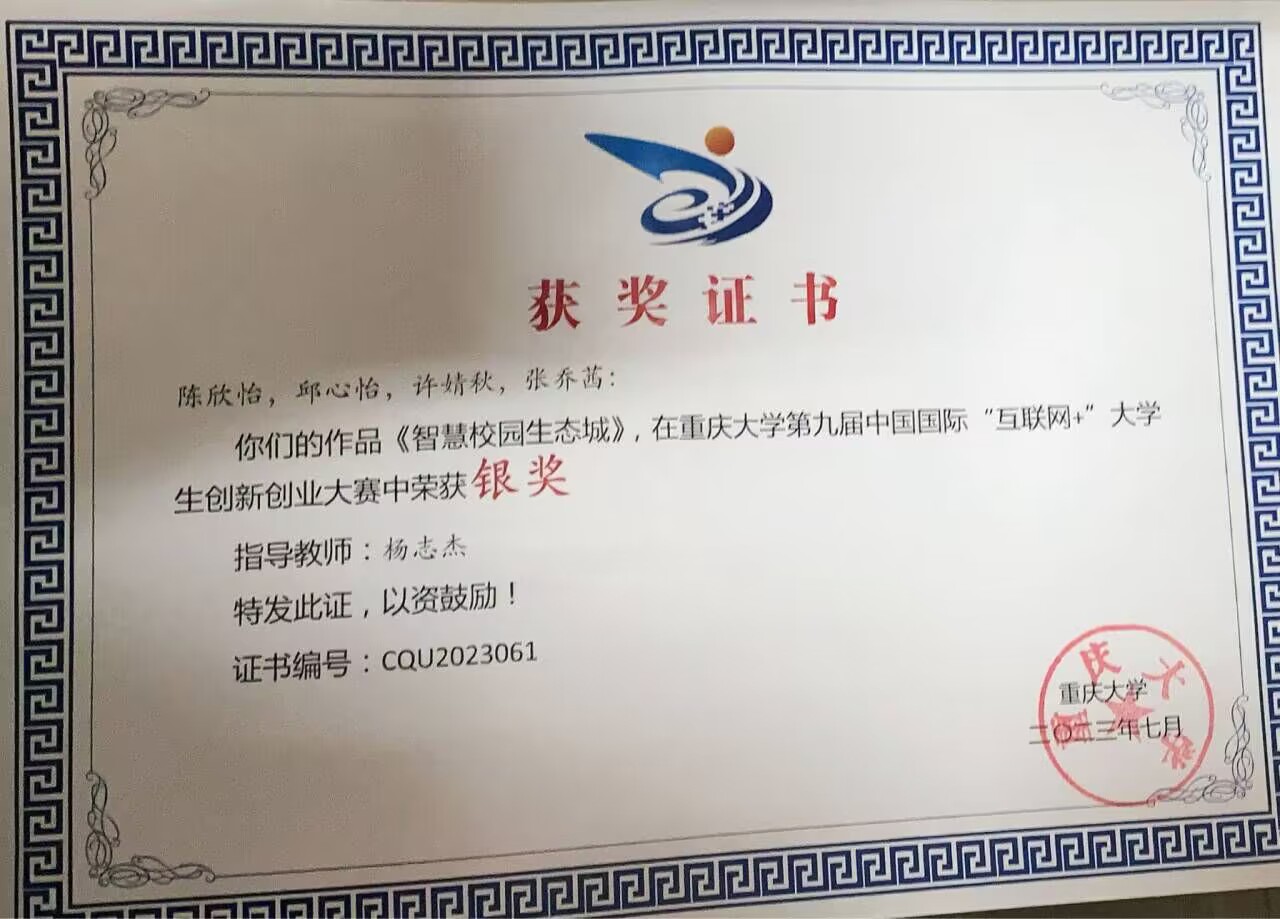 获奖证书
陈欣怡，邱心怡，许婧秋，张乔茜：
你们的作品《智慧校园生态城》，在重庆大学第九届中国国际“互联网+”大学
生创新创业大赛中荣获银奖
指导教师：杨志杰
特发此证，以资鼓励！
证书编号：CQU2023061
重庆大学
二〇二三年七月
重庆大学